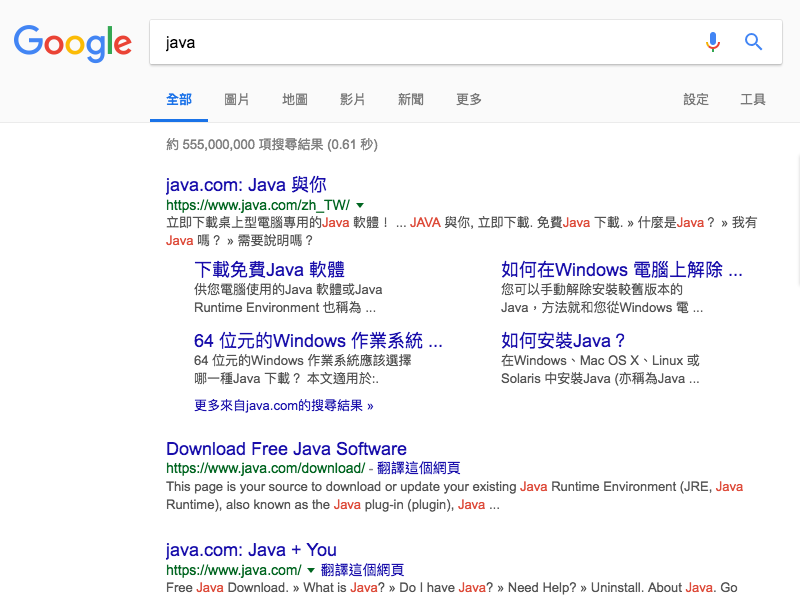 Google
java
全部 圖片 地圖 影片 新聞 更多 設定 工具
約 555,000,000 項搜尋結果 (0.61 秒)
java.com: Java 與你
https://www.java.com/zh_TW/
立即下載桌上型電腦專用的Java 軟體！ ... JAVA 與你, 立即下載. 免費Java 下載. » 什麼是Java？ » 我有
Java 嗎？ » 需要說明嗎？
下載免費Java 軟體
供您電腦使用的Java 軟體或Java
Runtime Environment 也稱為 ...
如何在Windows 電腦上解除 ...
您可以手動解除安裝較舊版本的
Java，方法就和您從Windows 電 ...
64 位元的Windows 作業系統 ...
64 位元的Windows 作業系統應該選擇
哪一種Java 下載？ 本文適用於:.
如何安裝Java？
在Windows、Mac OS X、Linux 或
Solaris 中安裝Java (亦稱為Java ...
更多來自java.com的搜尋結果 »
Download Free Java Software
https://www.java.com/download/ - 翻譯這個網頁
This page is your source to download or update your existing Java Runtime Environment (JRE, Java
Runtime), also known as the Java plug-in (plugin), Java ...
java.com: Java + You
https://www.java.com/ 翻譯這個網頁
Free Java Download. » What is Java? » Do I have Java? » Need Help? » Uninstall. About Java. Go